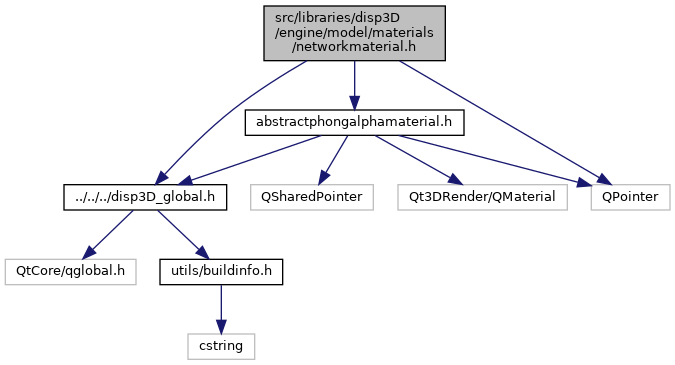 src/libraries/disp3D
/engine/model/materials
/networkmaterial.h
abstractphongalphamaterial.h
../../../disp3D_global.h
QSharedPointer
Qt3DRender/QMaterial
QPointer
QtCore/qglobal.h
utils/buildinfo.h
cstring